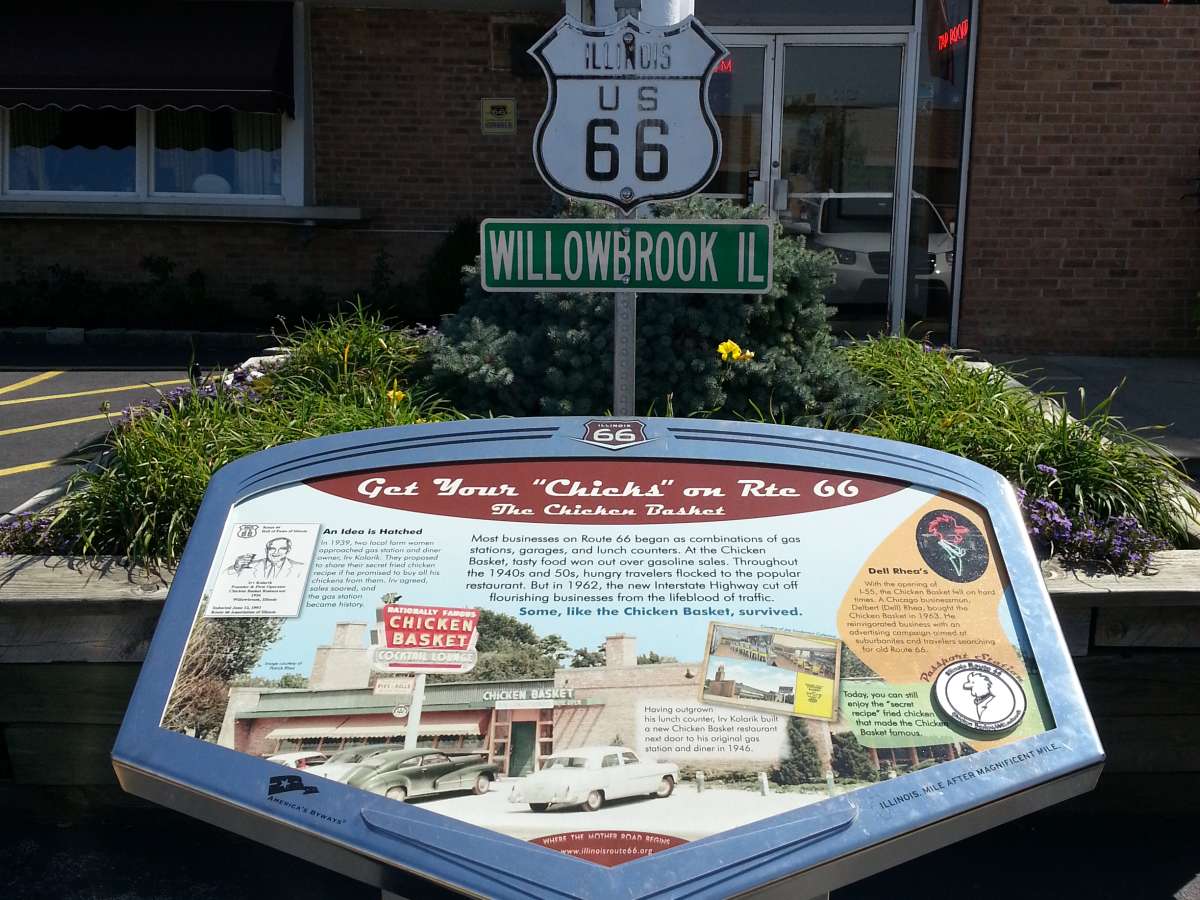 TAP ROOM
ILLINOIS
US
66
WILLOWBROOK IL
ILLINOIS
66
Get Your "Chicks" on Rte 66
The Chicken Basket
Irv Kolarik
Willowbrook, Illinois
An Idea is Hatched
In 1939, two local farm women
approached gas station and diner
owner, Irv Kolarik. They proposed
to share their secret fried chicken
recipe if he promised to buy all his
chickens from them. Irv agreed,
sales soared, and
the gas station
became history.
Most businesses on Route 66 began as combinations of gas
stations, garages, and lunch counters. At the Chicken
Basket, tasty food won out over gasoline sales. Throughout
the 1940s and 50s, hungry travelers flocked to the popular
restaurant. But in 1962, the new Interstate Highway cut off
flourishing businesses from the lifeblood of traffic.
Some, like the Chicken Basket, survived.
Dell Rhea's
With the opening of
I-55, the Chicken Basket fell on hard
times. A Chicago businessman,
Delbert (Dell) Rhea, bought the
Chicken Basket in 1963. He
reinvigorated business with an
advertising campaign aimed at
suburbanites and travelers searching
for old Route 66.
Passport Station
Today, you can still
enjoy the "secret
recipe" fried chicken
that made the Chicken
Basket famous.
NATIONALLY FAMOUS
CHICKEN
BASKET
COCKTAIL LOUNGE
CHICKEN BASKET
Having outgrown
his lunch counter, Irv Kolarik built
a new Chicken Basket restaurant
next door to his original gas
station and diner in 1946.
AMERICA'S BYWAYS
ILLINOIS. MILE AFTER MAGNIFICENT MILE.
WHERE THE MOTHER ROAD BEGINS
www.illinoisroute66.org